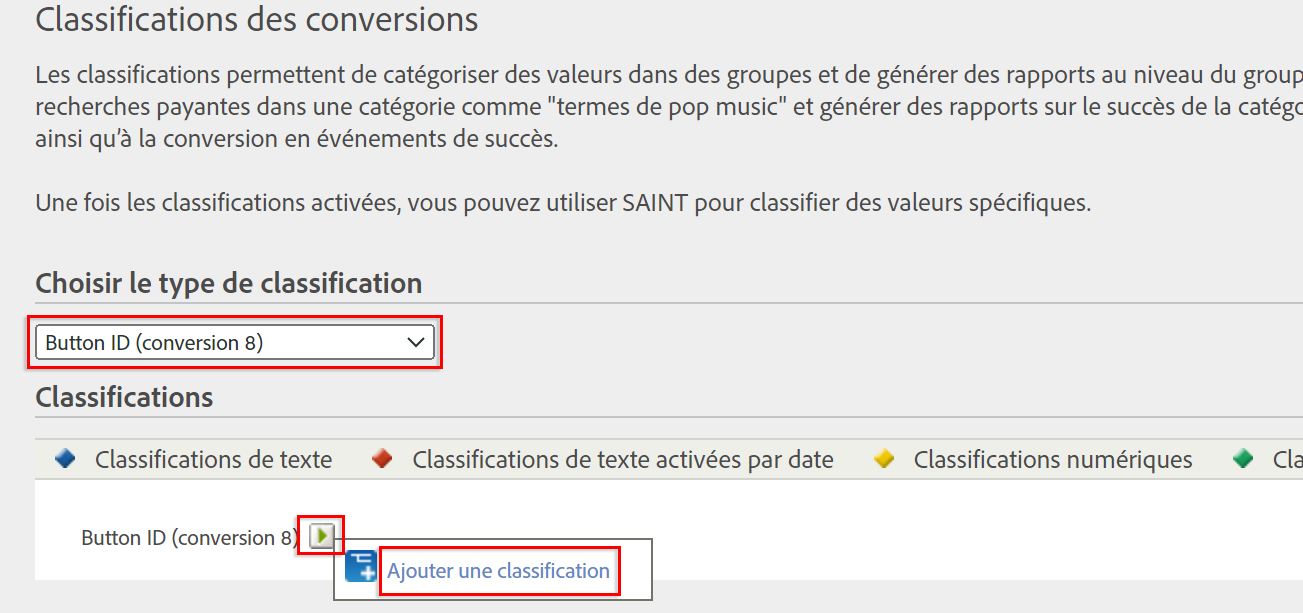 Classifications des conversions
Les classifications permettent de catégoriser des valeurs dans des groupes et de générer des rapports au niveau du group
recherches payantes dans une catégorie comme "termes de pop music" et générer des rapports sur le succès de la catégo
ainsi qu’à la conversion en événements de succès.
Une fois les classifications activées, vous pouvez utiliser SAINT pour classifier des valeurs spécifiques.
Choisir le type de classification
Button ID (conversion 8)
Classifications
Classifications de texte Classifications de texte activées par date Classifications numériques Cla
Button ID (conversion 8)
Ajouter une classification